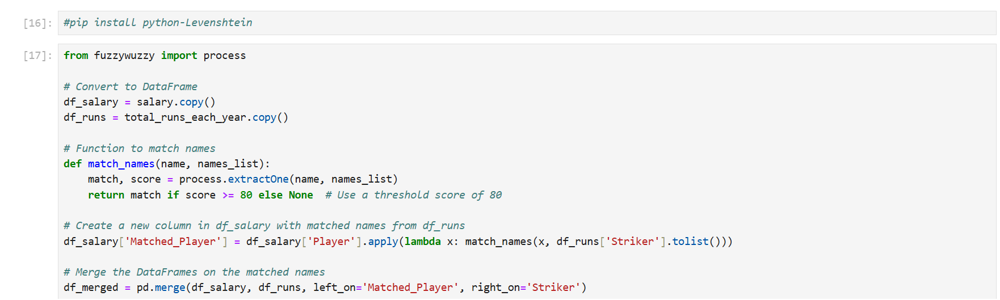 [16]: #pip install python-Levenshtein
[17]: from fuzzywuzzy import process
# Convert to DataFrame
df_salary = salary.copy()
df_runs = total_runs_each_year.copy()
# Function to match names
def match_names(name, names_list):
    match, score = process.extractOne(name, names_list)
    return match if score >= 80 else None  # Use a threshold score of 80
# Create a new column in df_salary with matched names from df_runs
df_salary['Matched_Player'] = df_salary['Player'].apply(lambda x: match_names(x, df_runs['Striker'].tolist()))
# Merge the DataFrames on the matched names
df_merged = pd.merge(df_salary, df_runs, left_on='Matched_Player', right_on='Striker')